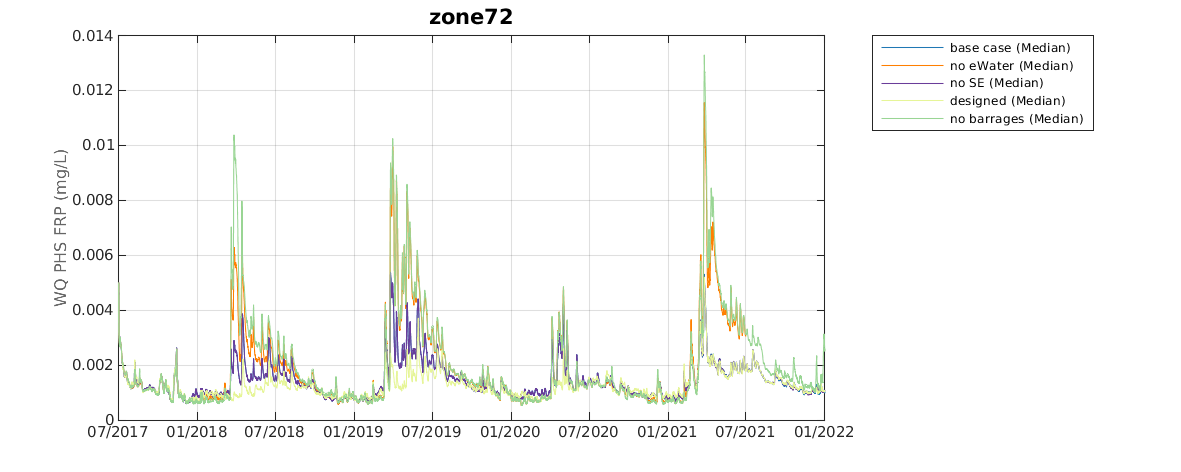 zone72
WQ PHS FRP (mg/L)
0.014
0.012
0.01
0.008
0.006
0.004
0.002
0
07/2017 01/2018 07/2018 01/2019 07/2019 01/2020 07/2020 01/2021 07/2021 01/2022
base case (Median)
no eWater (Median)
no SE (Median)
designed (Median)
no barrages (Median)